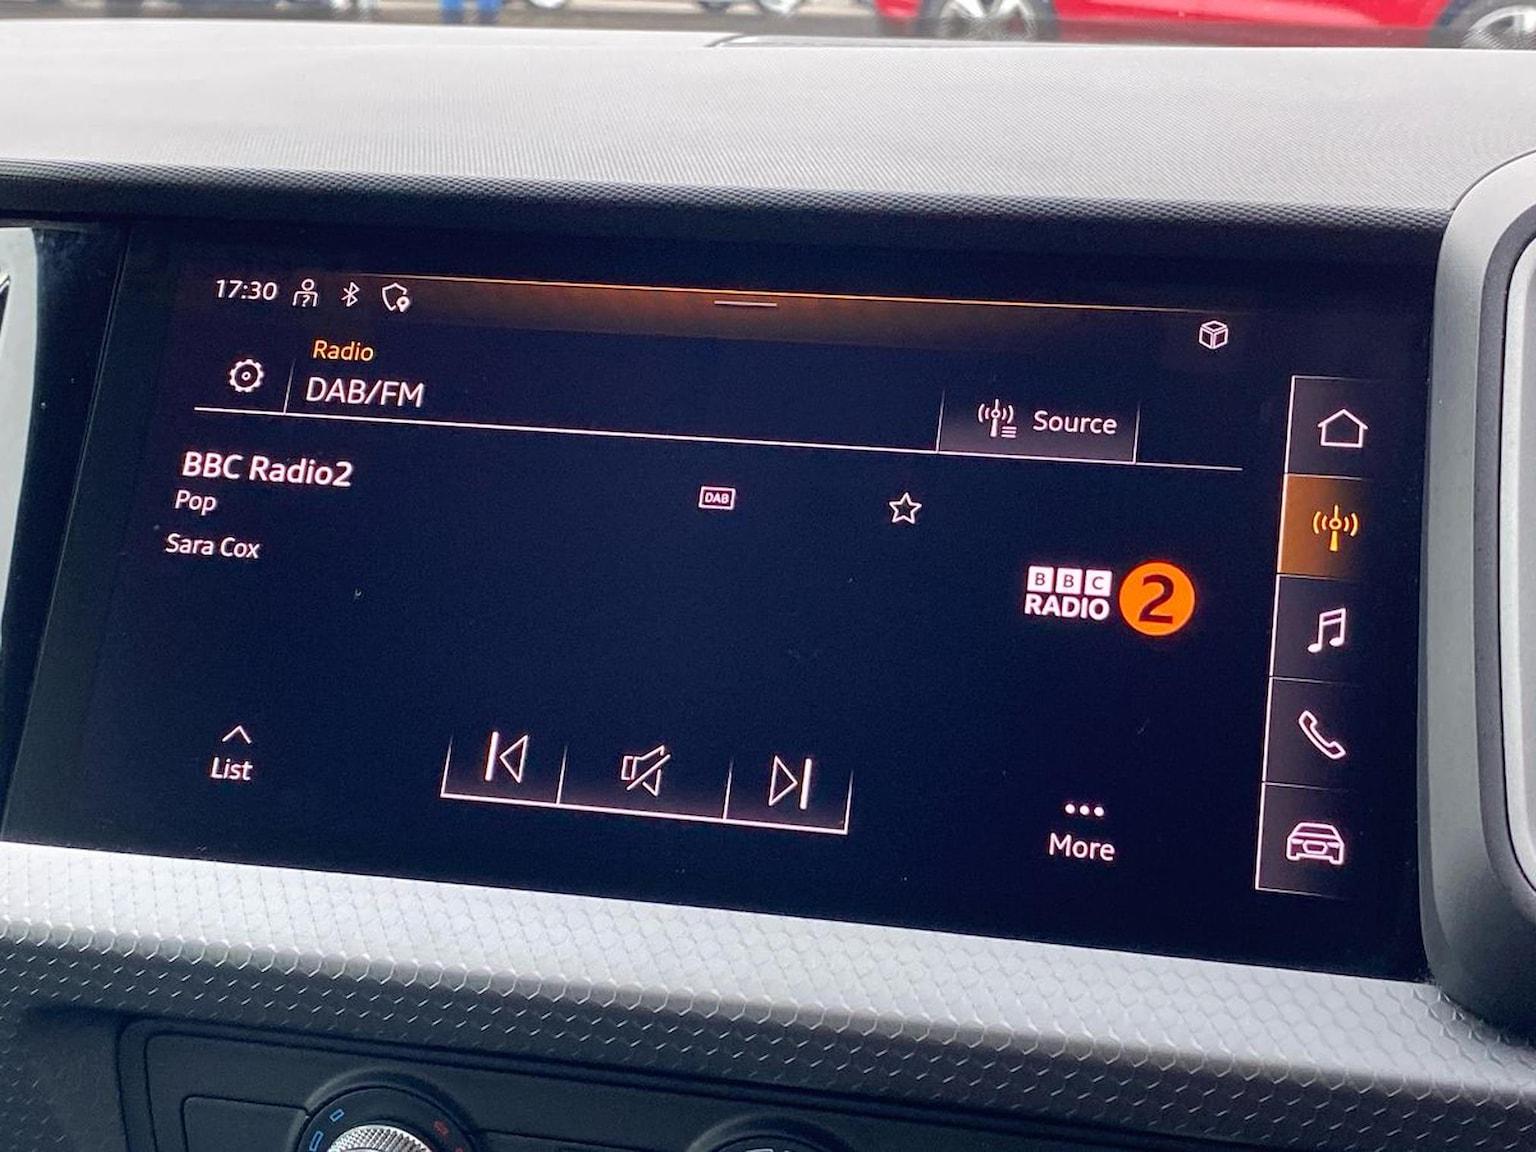 17:30
Radio
DAB/FM
Source
BBC Radio2
Pop
Sara Cox
DAB
BBC
RADIO 2
List
More